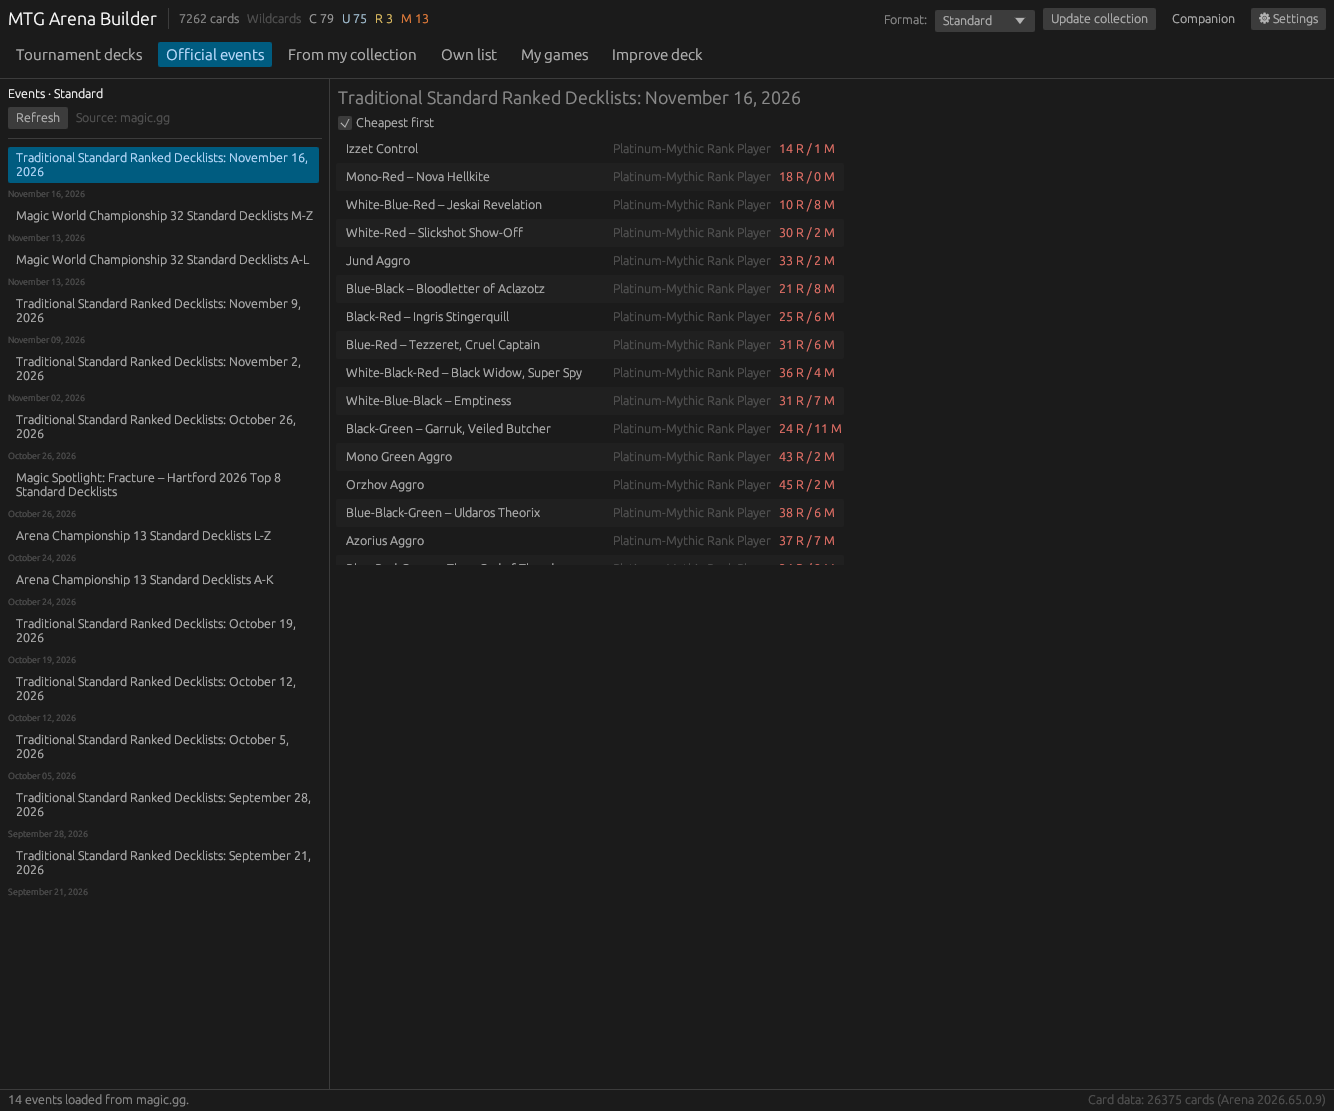 MTG Arena Builder 7262 cards Wildcards C 79 U 75 R 3 M 13 Format: Standard Update collection Companion Settings
Tournament decks Official events From my collection Own list My games Improve deck
Events · Standard
Refresh Source: magic.gg
Traditional Standard Ranked Decklists: November 16,
2026
November 16, 2026
Magic World Championship 32 Standard Decklists M-Z
November 13, 2026
Magic World Championship 32 Standard Decklists A-L
November 13, 2026
Traditional Standard Ranked Decklists: November 9,
2026
November 09, 2026
Traditional Standard Ranked Decklists: November 2,
2026
November 02, 2026
Traditional Standard Ranked Decklists: October 26,
2026
October 26, 2026
Magic Spotlight: Fracture – Hartford 2026 Top 8
Standard Decklists
October 26, 2026
Arena Championship 13 Standard Decklists L-Z
October 24, 2026
Arena Championship 13 Standard Decklists A-K
October 24, 2026
Traditional Standard Ranked Decklists: October 19,
2026
October 19, 2026
Traditional Standard Ranked Decklists: October 12,
2026
October 12, 2026
Traditional Standard Ranked Decklists: October 5,
2026
October 05, 2026
Traditional Standard Ranked Decklists: September 28,
2026
September 28, 2026
Traditional Standard Ranked Decklists: September 21,
2026
September 21, 2026
Traditional Standard Ranked Decklists: November 16, 2026
Cheapest first
Izzet Control Platinum-Mythic Rank Player 14 R / 1 M
Mono-Red – Nova Hellkite Platinum-Mythic Rank Player 18 R / 0 M
White-Blue-Red – Jeskai Revelation Platinum-Mythic Rank Player 10 R / 8 M
White-Red – Slickshot Show-Off Platinum-Mythic Rank Player 30 R / 2 M
Jund Aggro Platinum-Mythic Rank Player 33 R / 2 M
Blue-Black – Bloodletter of Aclazotz Platinum-Mythic Rank Player 21 R / 8 M
Black-Red – Ingris Stingerquill Platinum-Mythic Rank Player 25 R / 6 M
Blue-Red – Tezzeret, Cruel Captain Platinum-Mythic Rank Player 31 R / 6 M
White-Black-Red – Black Widow, Super Spy Platinum-Mythic Rank Player 36 R / 4 M
White-Blue-Black – Emptiness Platinum-Mythic Rank Player 31 R / 7 M
Black-Green – Garruk, Veiled Butcher Platinum-Mythic Rank Player 24 R / 11 M
Mono Green Aggro Platinum-Mythic Rank Player 43 R / 2 M
Orzhov Aggro Platinum-Mythic Rank Player 45 R / 2 M
Blue-Black-Green – Uldaros Theorix Platinum-Mythic Rank Player 38 R / 6 M
Azorius Aggro Platinum-Mythic Rank Player 37 R / 7 M
14 events loaded from magic.gg. Card data: 26375 cards (Arena 2026.65.0.9)